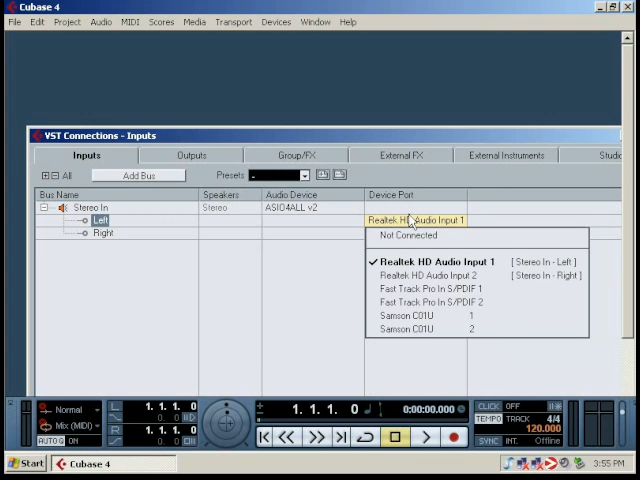 Cubase 4
File Edit Project Audio MIDI Scores Media Transport Devices Window Help
VST Connections - Inputs
Inputs Outputs Group/FX External FX External Instruments Studio
All Add Bus Presets -
Bus Name Speakers Audio Device Device Port
Stereo In Stereo ASIO4ALL v2
Left Realtek HD Audio Input 1
Right
Not Connected
Realtek HD Audio Input 1 [ Stereo In - Left ]
Realtek HD Audio Input 2 [ Stereo In - Right ]
Fast Track Pro In S/PDIF 1
Fast Track Pro In S/PDIF 2
Samson C01U 1
Samson C01U 2
Normal L 1. 1. 1. 0 1. 1. 1. 0 0:00:00.000 CLICK OFF
0. 0 TEMPO TRACK 4/4
Mix (MIDI) R 1. 1. 1. 0 120.000
AUTO Q ON 0. 0 SYNC INT. Offline
Start Cubase 4 3:55 PM